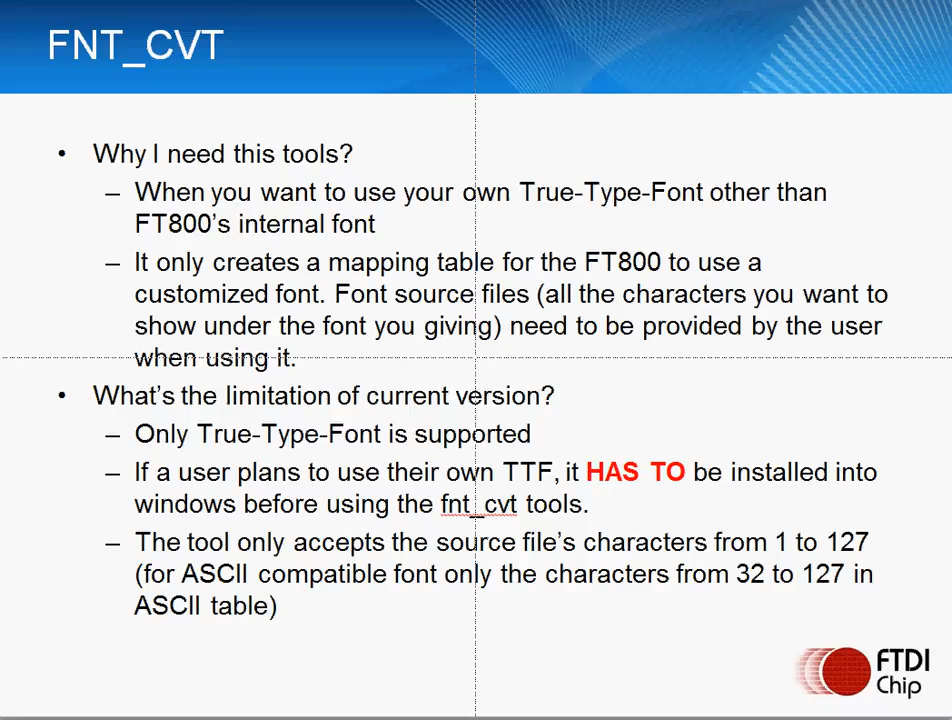 FNT_CVT
• Why I need this tools?
– When you want to use your own True-Type-Font other than
FT800’s internal font
– It only creates a mapping table for the FT800 to use a
customized font. Font source files (all the characters you want to
show under the font you giving) need to be provided by the user
when using it.
• What’s the limitation of current version?
– Only True-Type-Font is supported
– If a user plans to use their own TTF, it HAS TO be installed into
windows before using the fnt_cvt tools.
– The tool only accepts the source file’s characters from 1 to 127
(for ASCII compatible font only the characters from 32 to 127 in
ASCII table)
FTDI
Chip